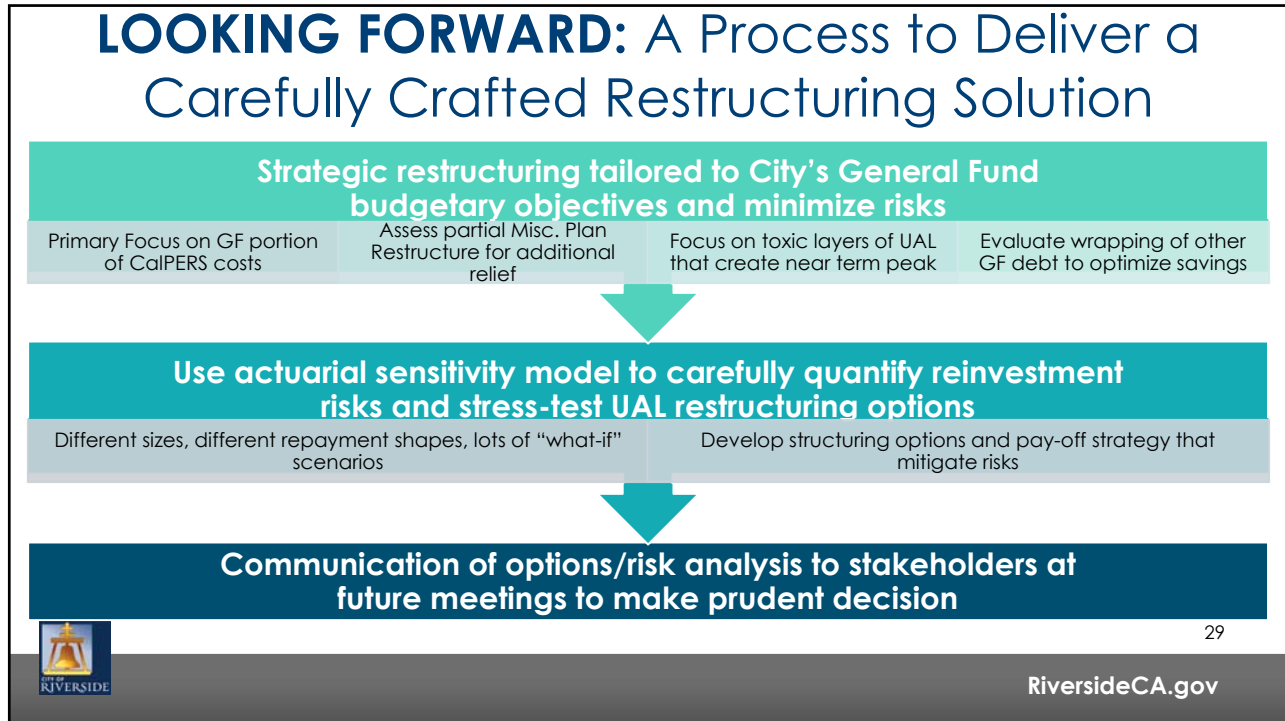 LOOKING FORWARD: A Process to Deliver a
Carefully Crafted Restructuring Solution
Strategic restructuring tailored to City's General Fund
budgetary objectives and minimize risks
Primary Focus on GF portion
of CalPERS costs
Assess partial Misc. Plan
Restructure for additional
relief
Focus on toxic layers of UAL
that create near term peak
Evaluate wrapping of other
GF debt to optimize savings
Use actuarial sensitivity model to carefully quantify reinvestment
risks and stress-test UAL restructuring options
Different sizes, different repayment shapes, lots of “what-if”
scenarios
Develop structuring options and pay-off strategy that
mitigate risks
Communication of options/risk analysis to stakeholders at
future meetings to make prudent decision
29
CITY OF
RIVERSIDE
RiversideCA.gov